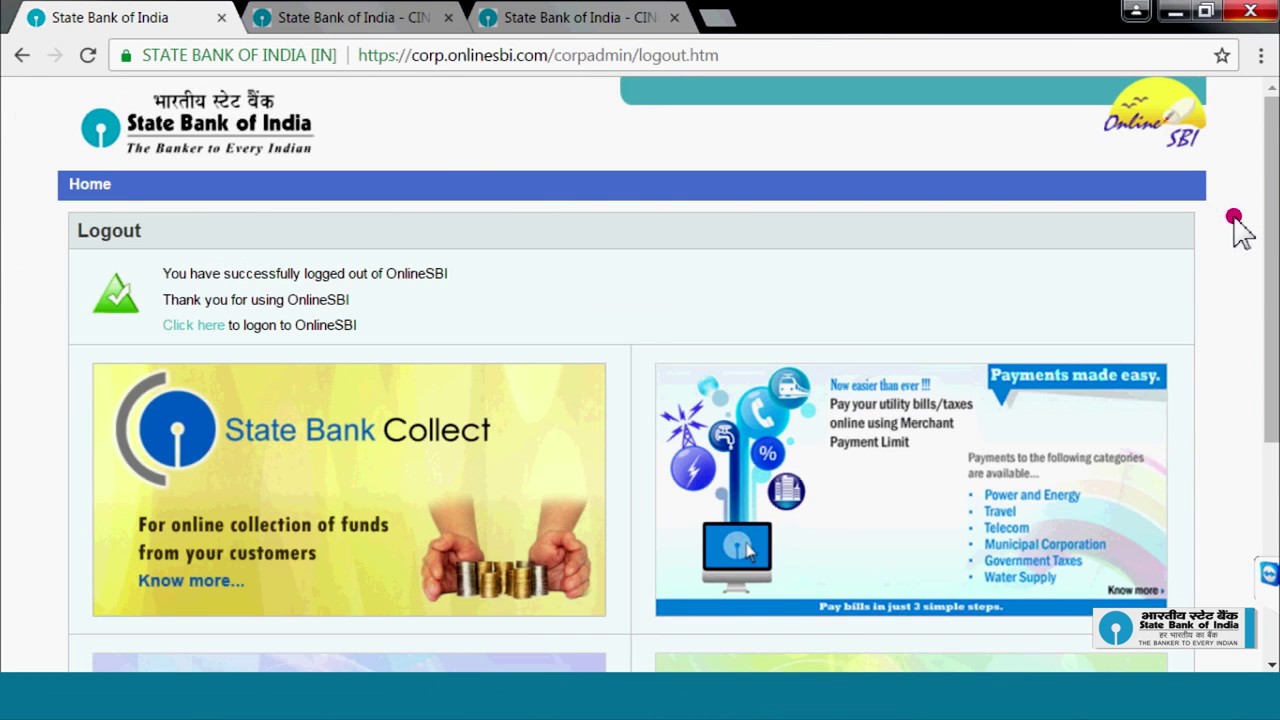 State Bank of India
State Bank of India - CIN
State Bank of India - CIN
STATE BANK OF INDIA [IN] | https://corp.onlinesbi.com/corpadmin/logout.htm
भारतीय स्टेट बैंक
State Bank of India
The Banker to Every Indian
Online
SBI
Home
Logout
You have successfully logged out of OnlineSBI
Thank you for using OnlineSBI
Click here to logon to OnlineSBI
State Bank Collect
For online collection of funds
from your customers
Know more...
Payments made easy.
Now easier than ever !!!
Pay your utility bills/taxes
online using Merchant
Payment Limit
%
Payments to the following categories
are available...
• Power and Energy
• Travel
• Telecom
• Municipal Corporation
• Government Taxes
• Water Supply
Know more ›
Pay bills in just 3 simple steps.
भारतीय स्टेट बैंक
State Bank of India
हर भारतीय का बैंक
THE BANKER TO EVERY INDIAN